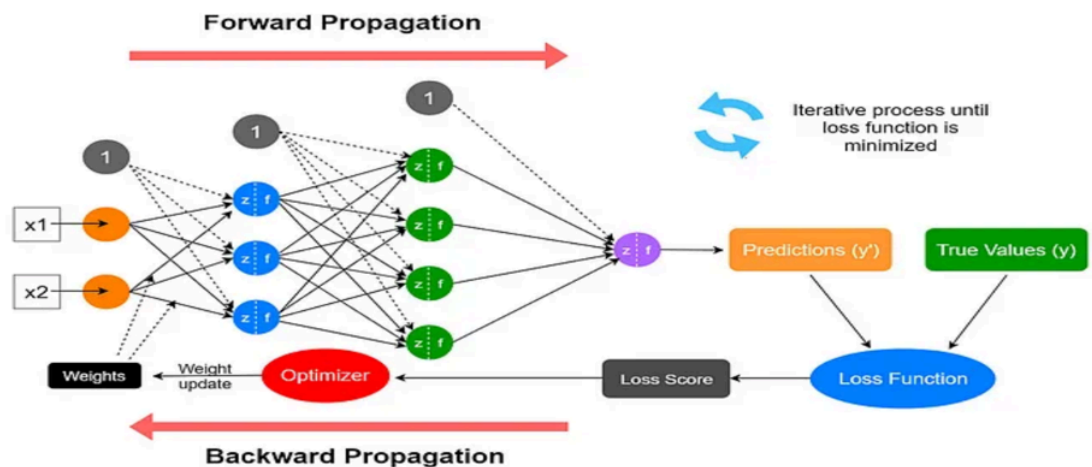 Forward Propagation
1
1
1
Iterative process until
loss function is
minimized
z f
z f
z f
z f
z f
z f
z f
z f
x1
x2
Predictions (y')
True Values (y)
Weights
Weight
update
Optimizer
Loss Score
Loss Function
Backward Propagation